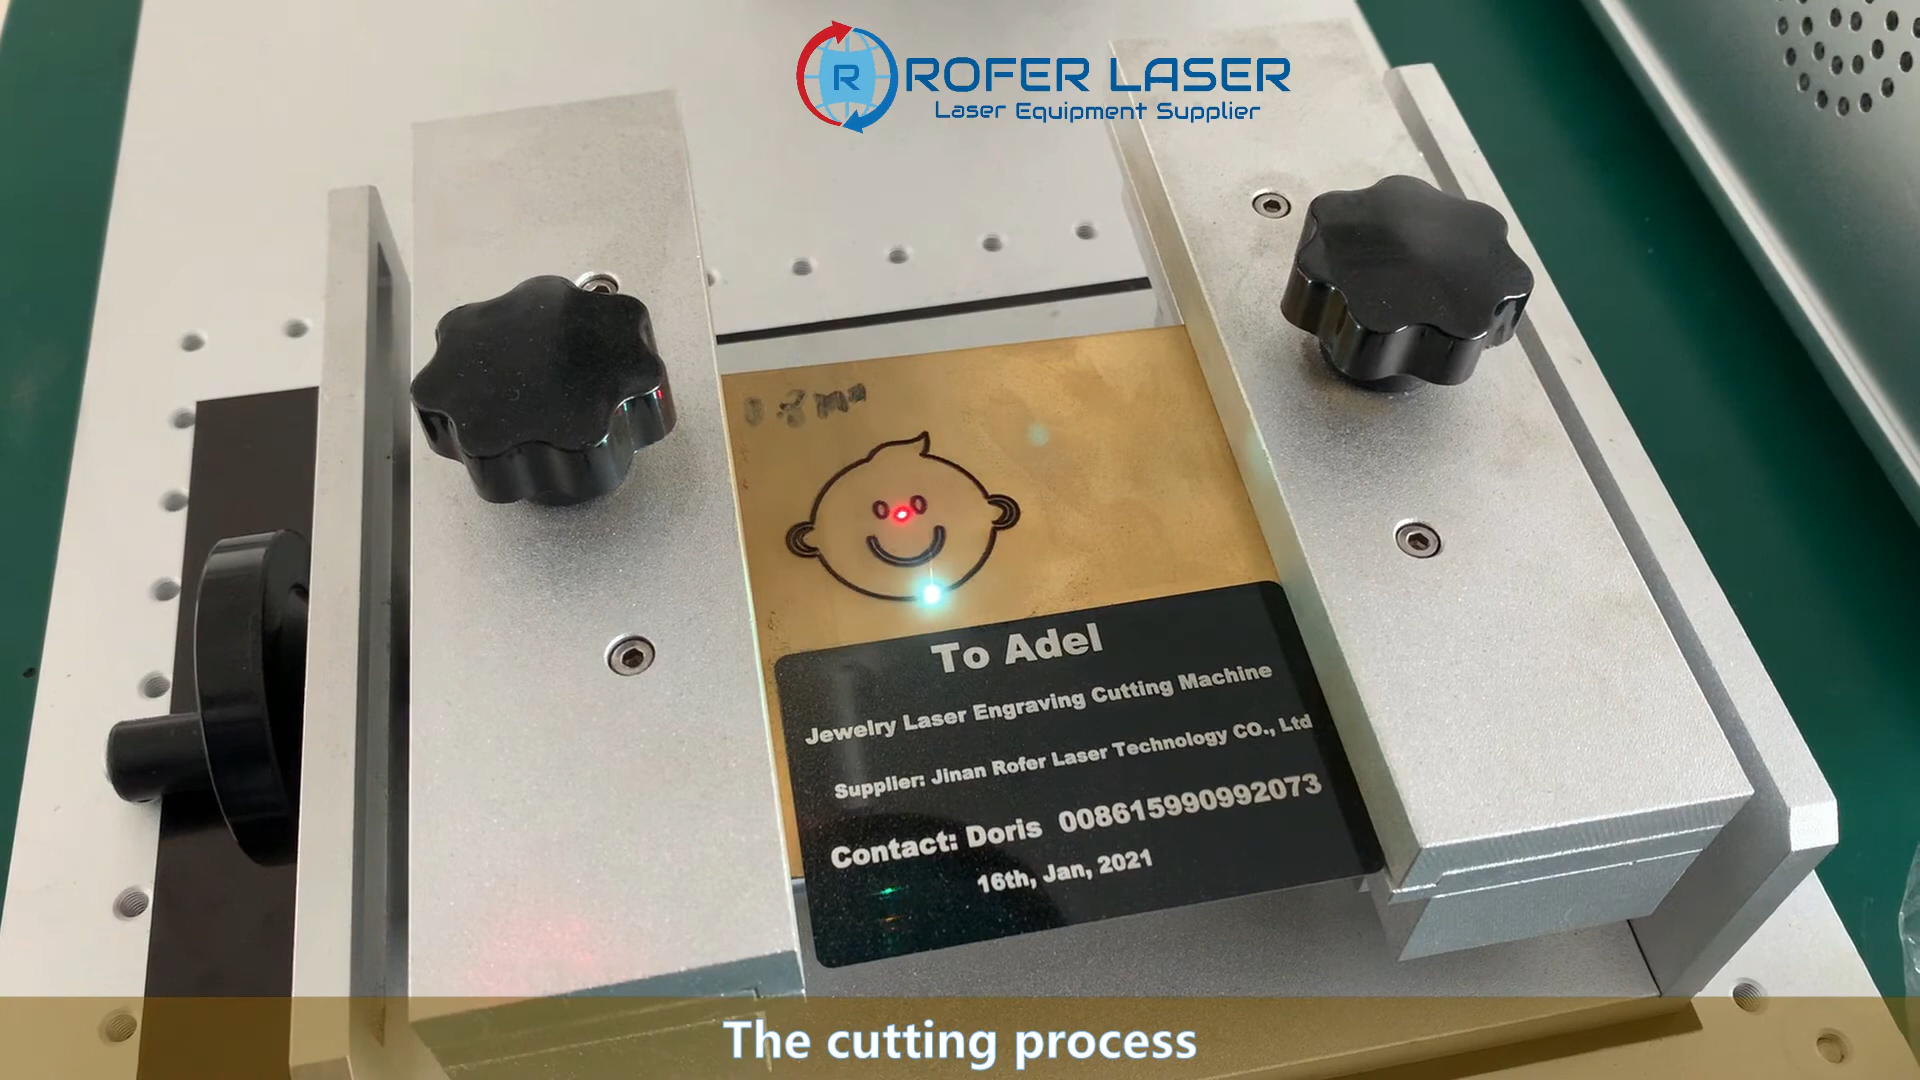 R
ROFER LASER
Laser Equipment Supplier
To Adel
Jewelry Laser Engraving Cutting Machine
Supplier: Jinan Rofer Laser Technology CO., Ltd
Contact: Doris 008615990992073
16th, Jan, 2021
The cutting process